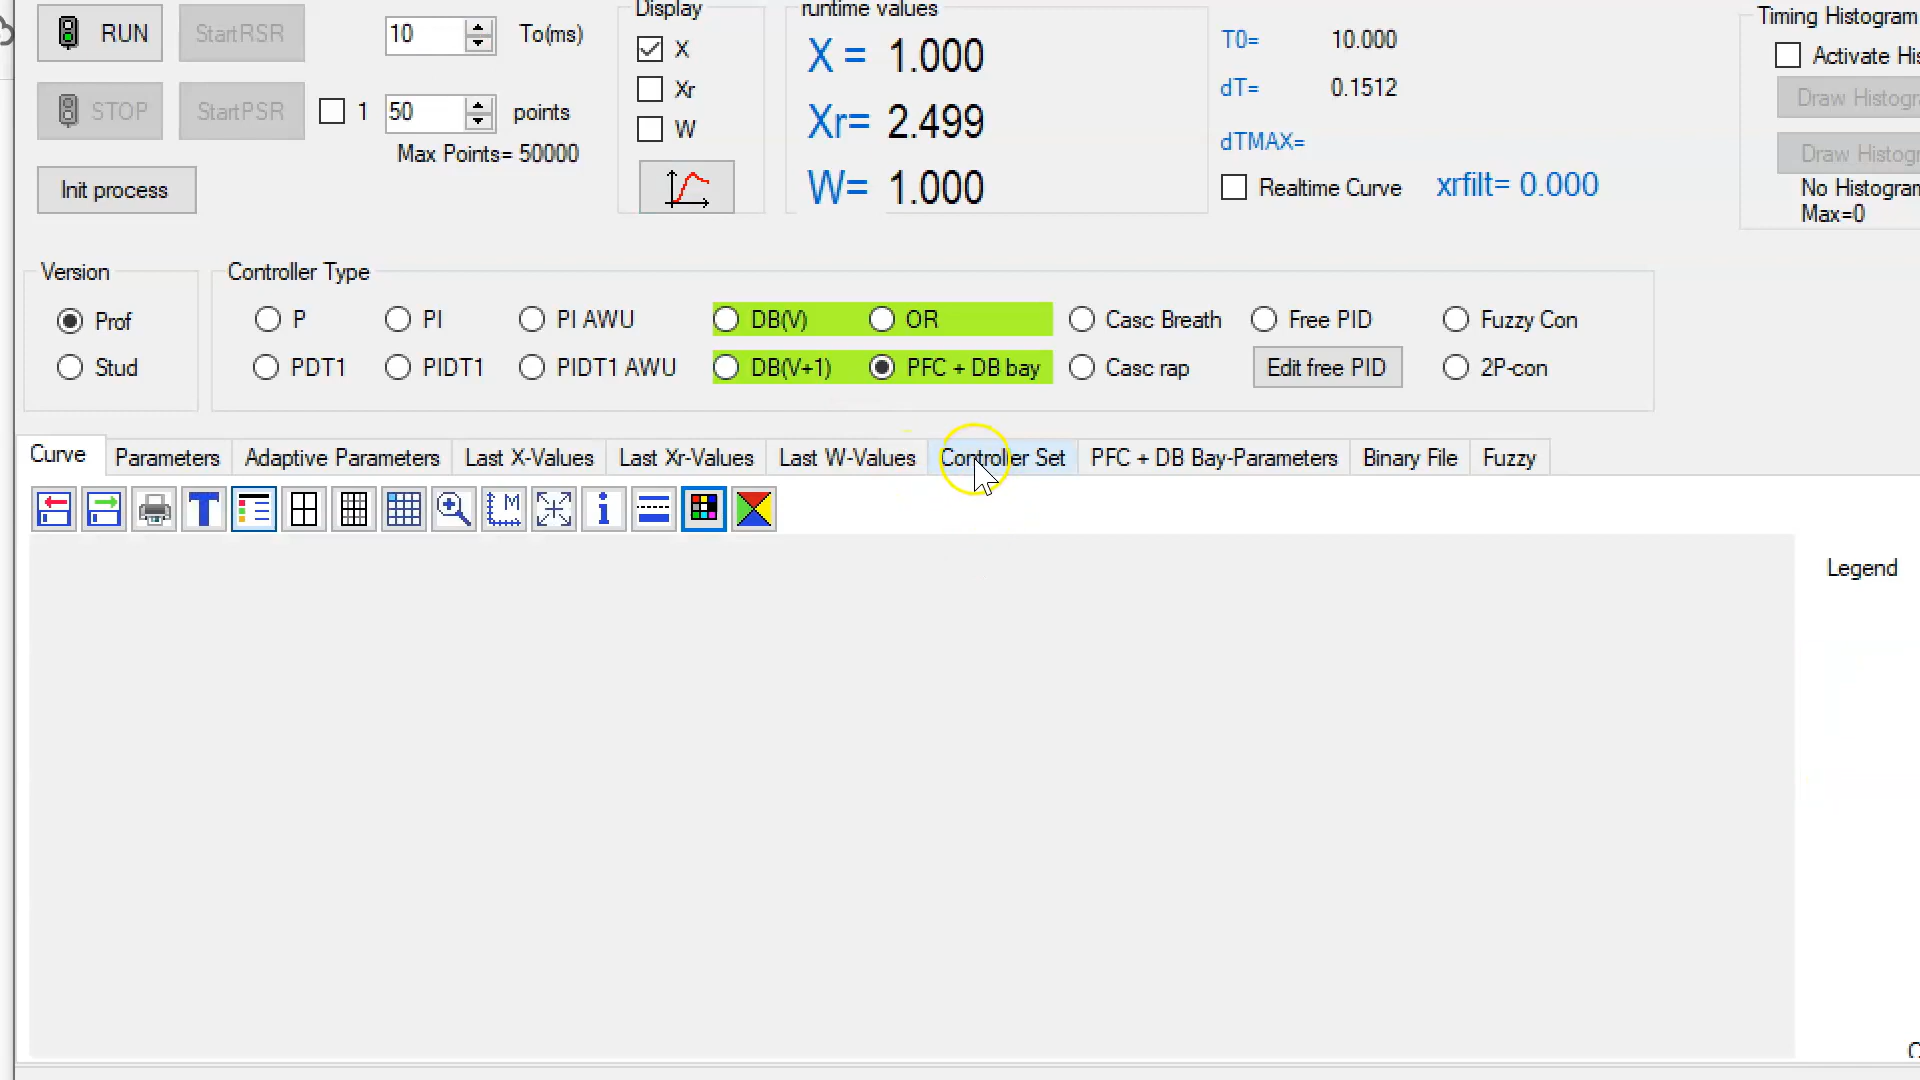 Display
runtime values
Timing Histogram
RUN
StartRSR
10
To(ms)
X
X = 1.000
T0= 10.000
Activate His
Xr
dT= 0.1512
Draw Histogr
STOP
StartPSR
1
50
points
W
Xr= 2.499
dTMAX=
Draw Histogr
Max Points= 50000
Init process
W= 1.000
Realtime Curve
xrfilt= 0.000
No Histogram
Max=0
Version
Controller Type
Prof
P
PI
PI AWU
DB(V)
OR
Casc Breath
Free PID
Fuzzy Con
Stud
PDT1
PIDT1
PIDT1 AWU
DB(V+1)
PFC + DB bay
Casc rap
Edit free PID
2P-con
Curve
Parameters
Adaptive Parameters
Last X-Values
Last Xr-Values
Last W-Values
Controller Set
PFC + DB Bay-Parameters
Binary File
Fuzzy
Legend